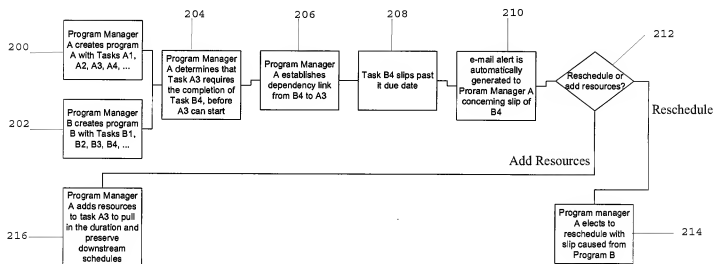 200
Program Manager
A creates program
A with Tasks A1,
A2, A3, A4, ...
202
Program Manager
B creates program
B with Tasks B1,
B2, B3, B4, ...
204
Program Manager
A determines that
Task A3 requires
the completion of
Task B4, before
A3 can start
206
Program Manager
A establishes
dependency link
from B4 to A3
208
Task B4 slips past
it due date
210
e-mail alert is
automatically
generated to
Proram Manager A
concerning slip of
B4
212
Reschedule or
add resources?
Reschedule
Add Resources
216
Program Manager
A adds resources
to task A3 to pull
in the duration and
preserve
downstream
schedules
Program manager
A elects to
reschedule with
slip caused from
Program B
214